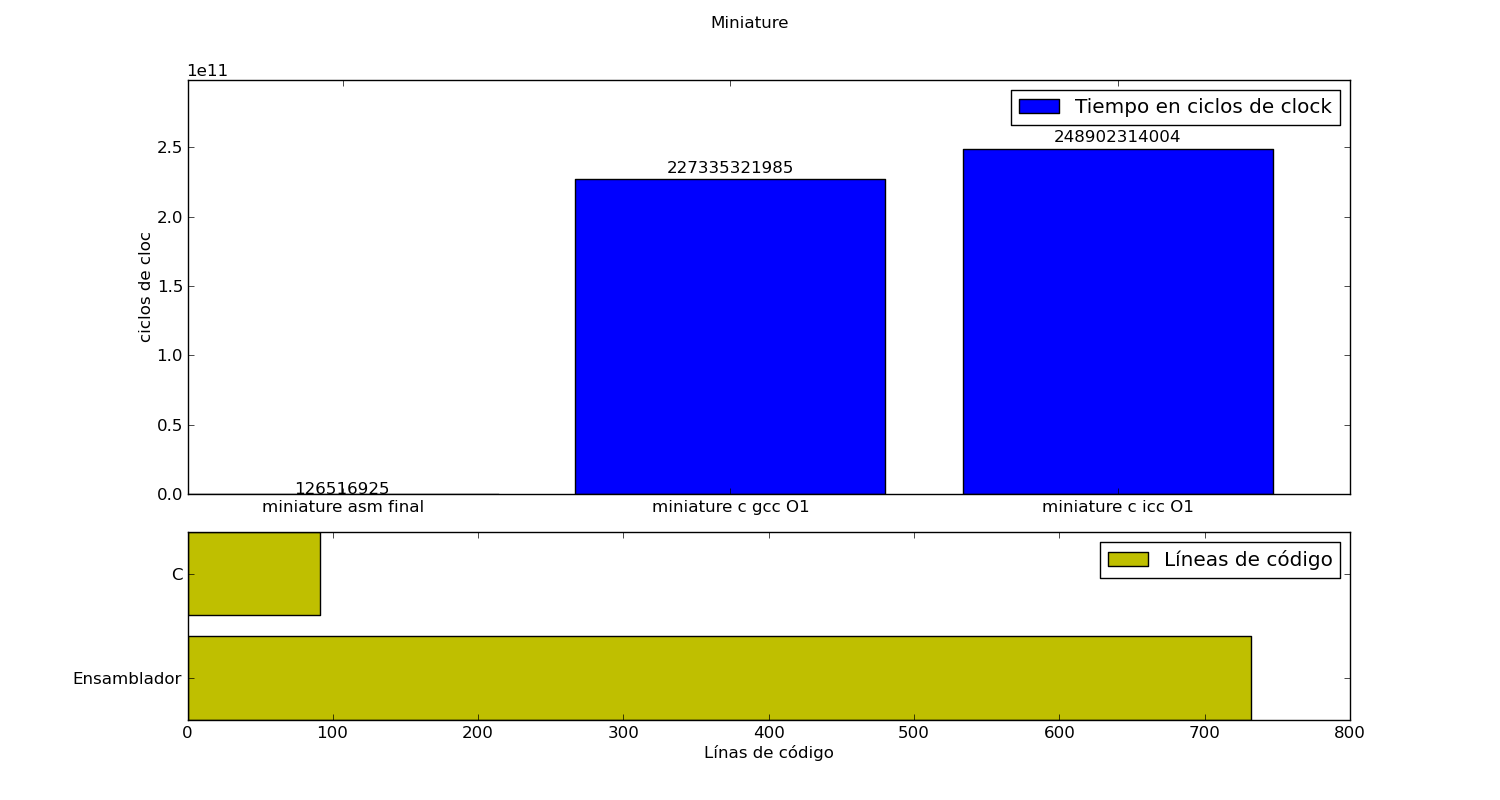 Miniature
1e11
Tiempo en ciclos de clock
248902314004
227335321985
2.5
2.0
1.5
1.0
0.5
0.0
ciclos de cloc
126516925
miniature asm final
miniature c gcc O1
miniature c icc O1
Líneas de código
C
Ensamblador
0 100 200 300 400 500 600 700 800
Línas de código